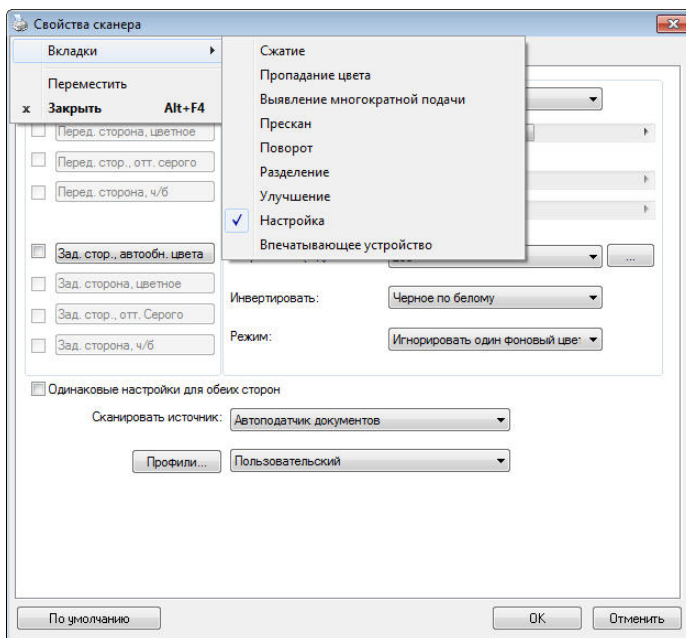 Свойства сканера
Вкладки
Переместить
x Закрыть Alt+F4
Сжатие
Пропадание цвета
Выявление многократной подачи
Прескан
Поворот
Разделение
Улучшение
Настройка
Впечатывающее устройство
Перед. сторона, цветное
Перед. стор., отт. серого
Перед. сторона, ч/б
Зад. стор., автообн. цвета
...
Зад. сторона, цветное
Инвертировать: Черное по белому
Зад. стор., отт. Серого
Режим: Игнорировать один фоновый цвет
Зад. сторона, ч/б
Одинаковые настройки для обеих сторон
Сканировать источник: Автоподатчик документов
Профили... Пользовательский
По умолчанию OK Отменить